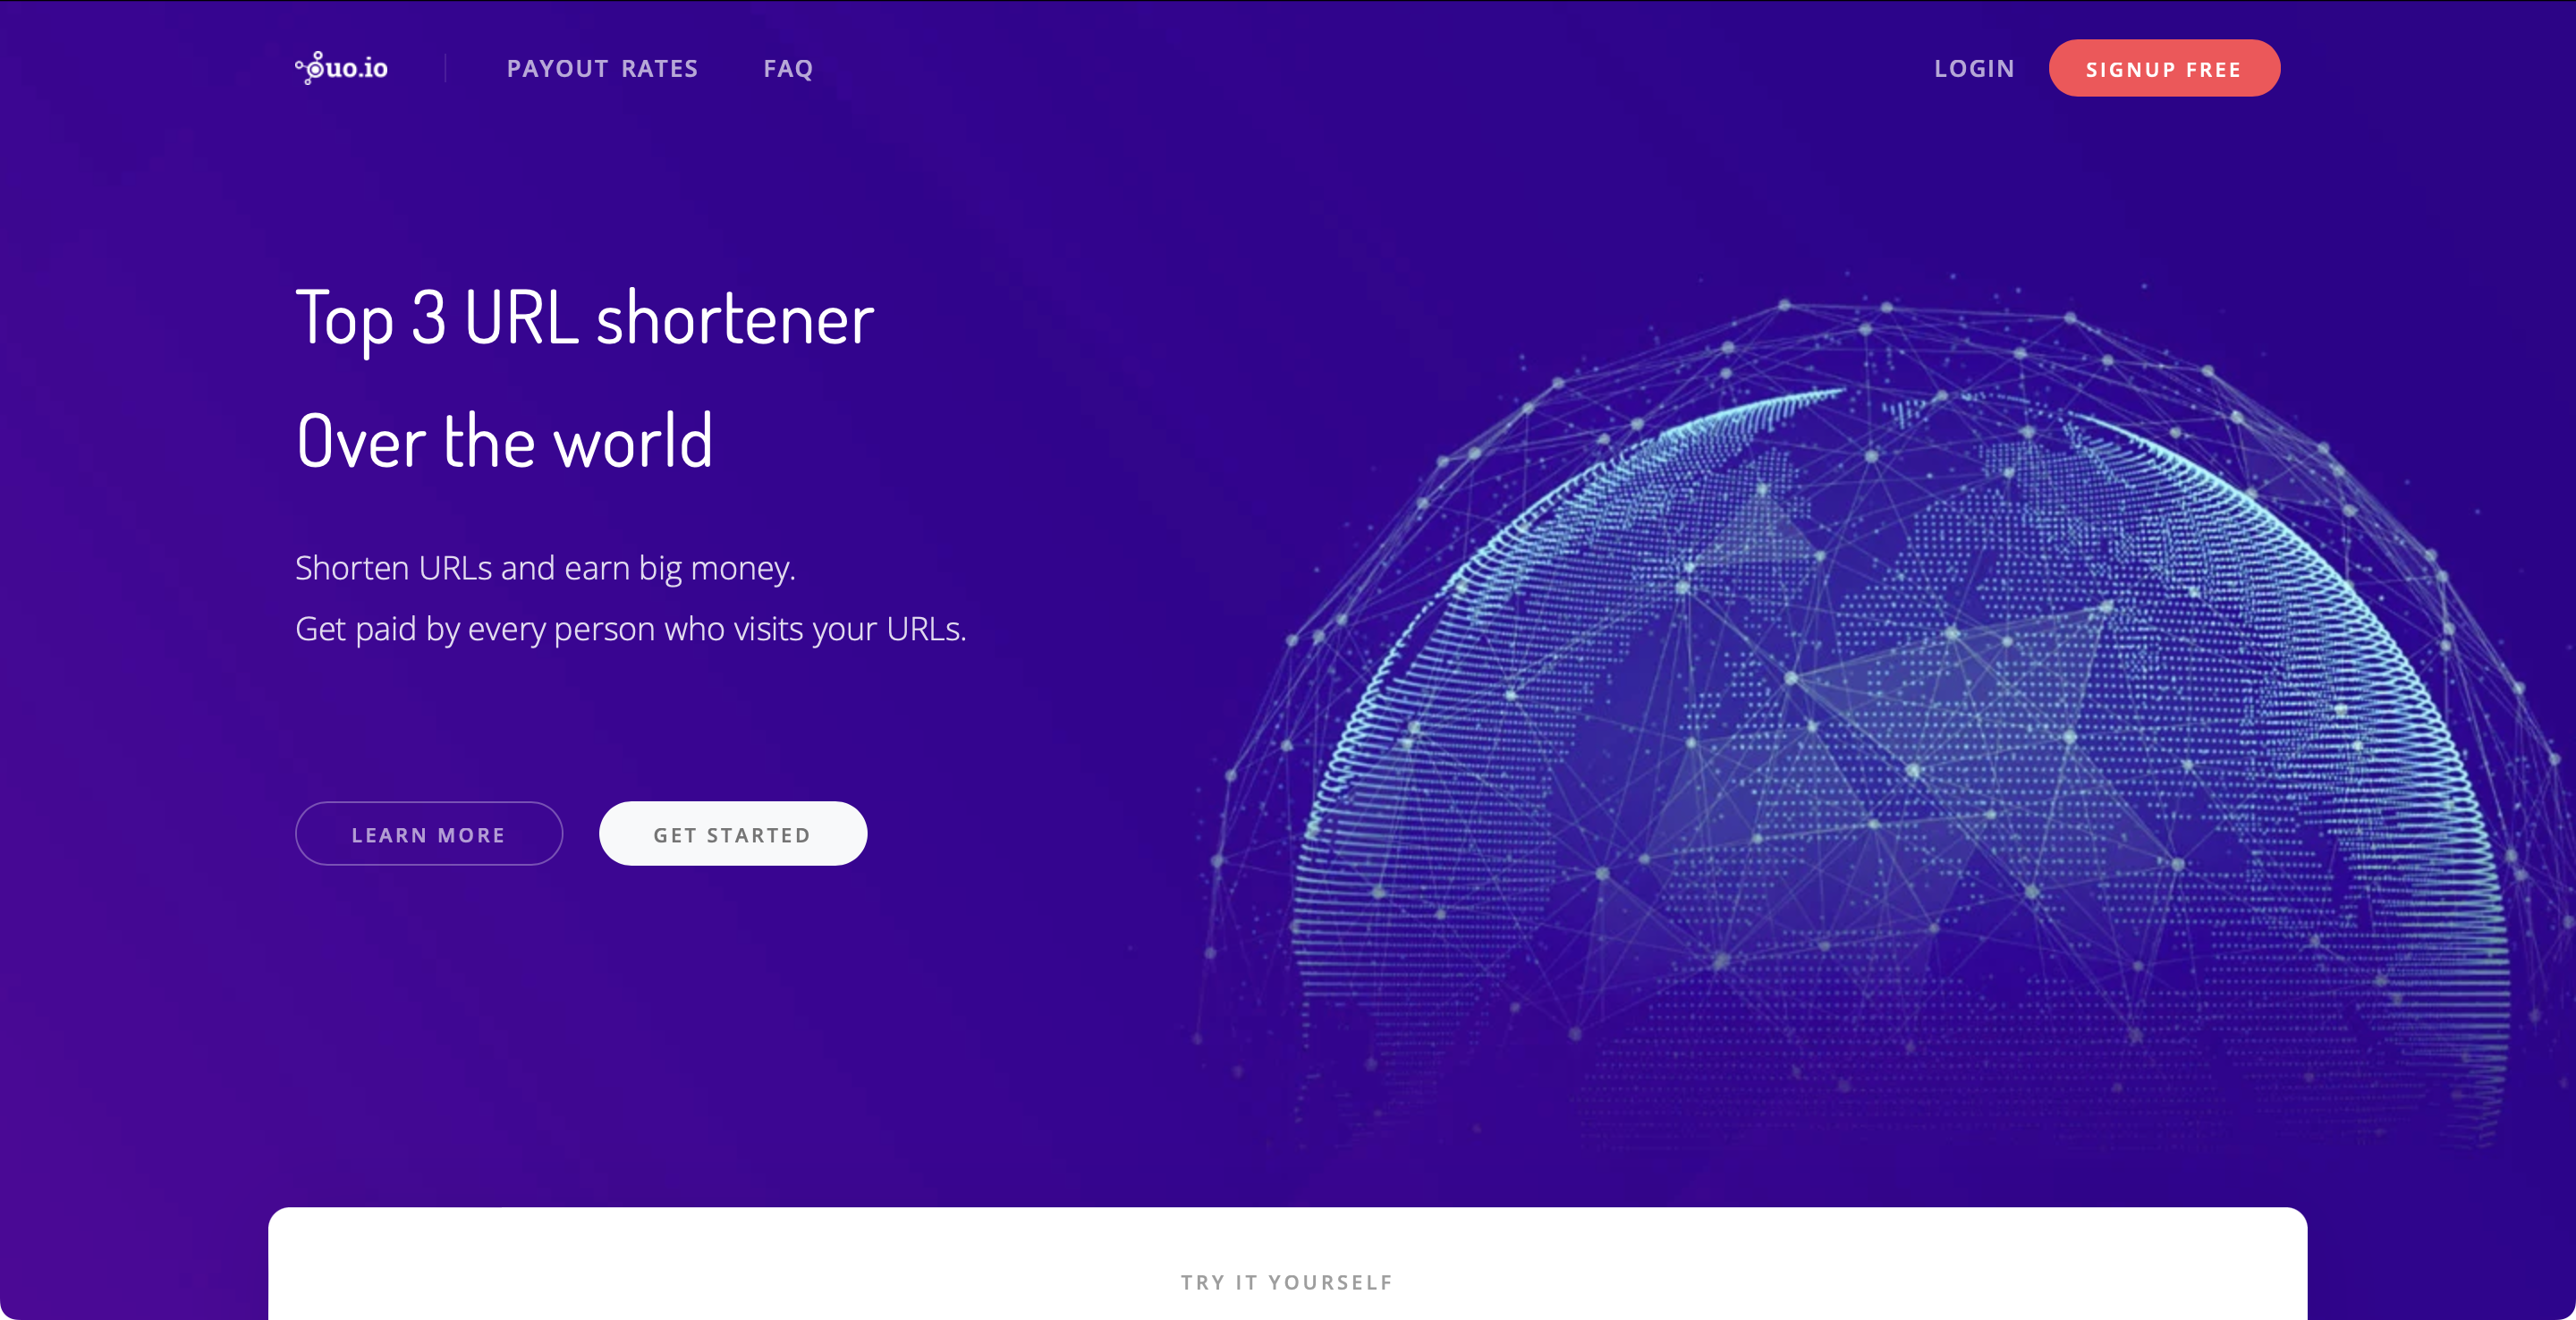 ouo.io
PAYOUT RATES
FAQ
LOGIN
SIGNUP FREE
Top 3 URL shortener
Over the world
Shorten URLs and earn big money.
Get paid by every person who visits your URLs.
LEARN MORE
GET STARTED
TRY IT YOURSELF